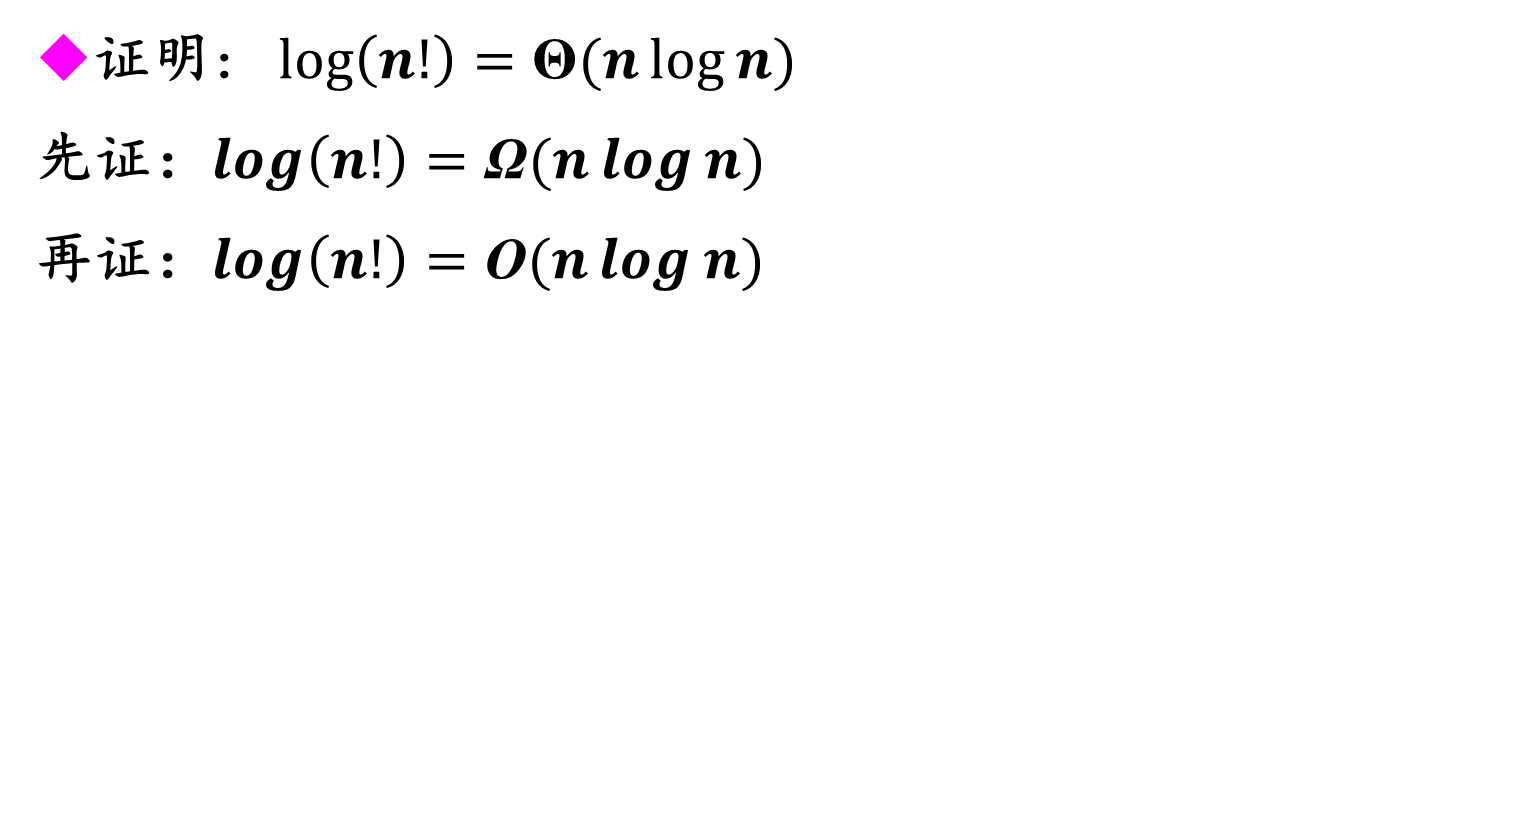 ◆证明： log(n!) = Θ(n log n)
先证：log(n!) = Ω(n log n)
再证：log(n!) = O(n log n)